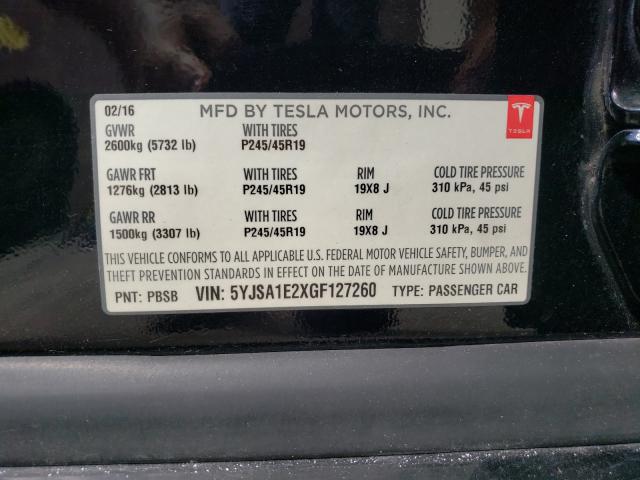 02/16 MFD BY TESLA MOTORS, INC.
TESLA
GVWR WITH TIRES
2600kg (5732 lb) P245/45R19
GAWR FRT WITH TIRES RIM COLD TIRE PRESSURE
1276kg (2813 lb) P245/45R19 19X8 J 310 kPa, 45 psi
GAWR RR WITH TIRES RIM COLD TIRE PRESSURE
1500kg (3307 lb) P245/45R19 19X8 J 310 kPa, 45 psi
THIS VEHICLE CONFORMS TO ALL APPLICABLE U.S. FEDERAL MOTOR VEHICLE SAFETY, BUMPER, AND
THEFT PREVENTION STANDARDS IN EFFECT ON THE DATE OF MANUFACTURE SHOWN ABOVE.
PNT: PBSB VIN: 5YJSA1E2XGF127260 TYPE: PASSENGER CAR